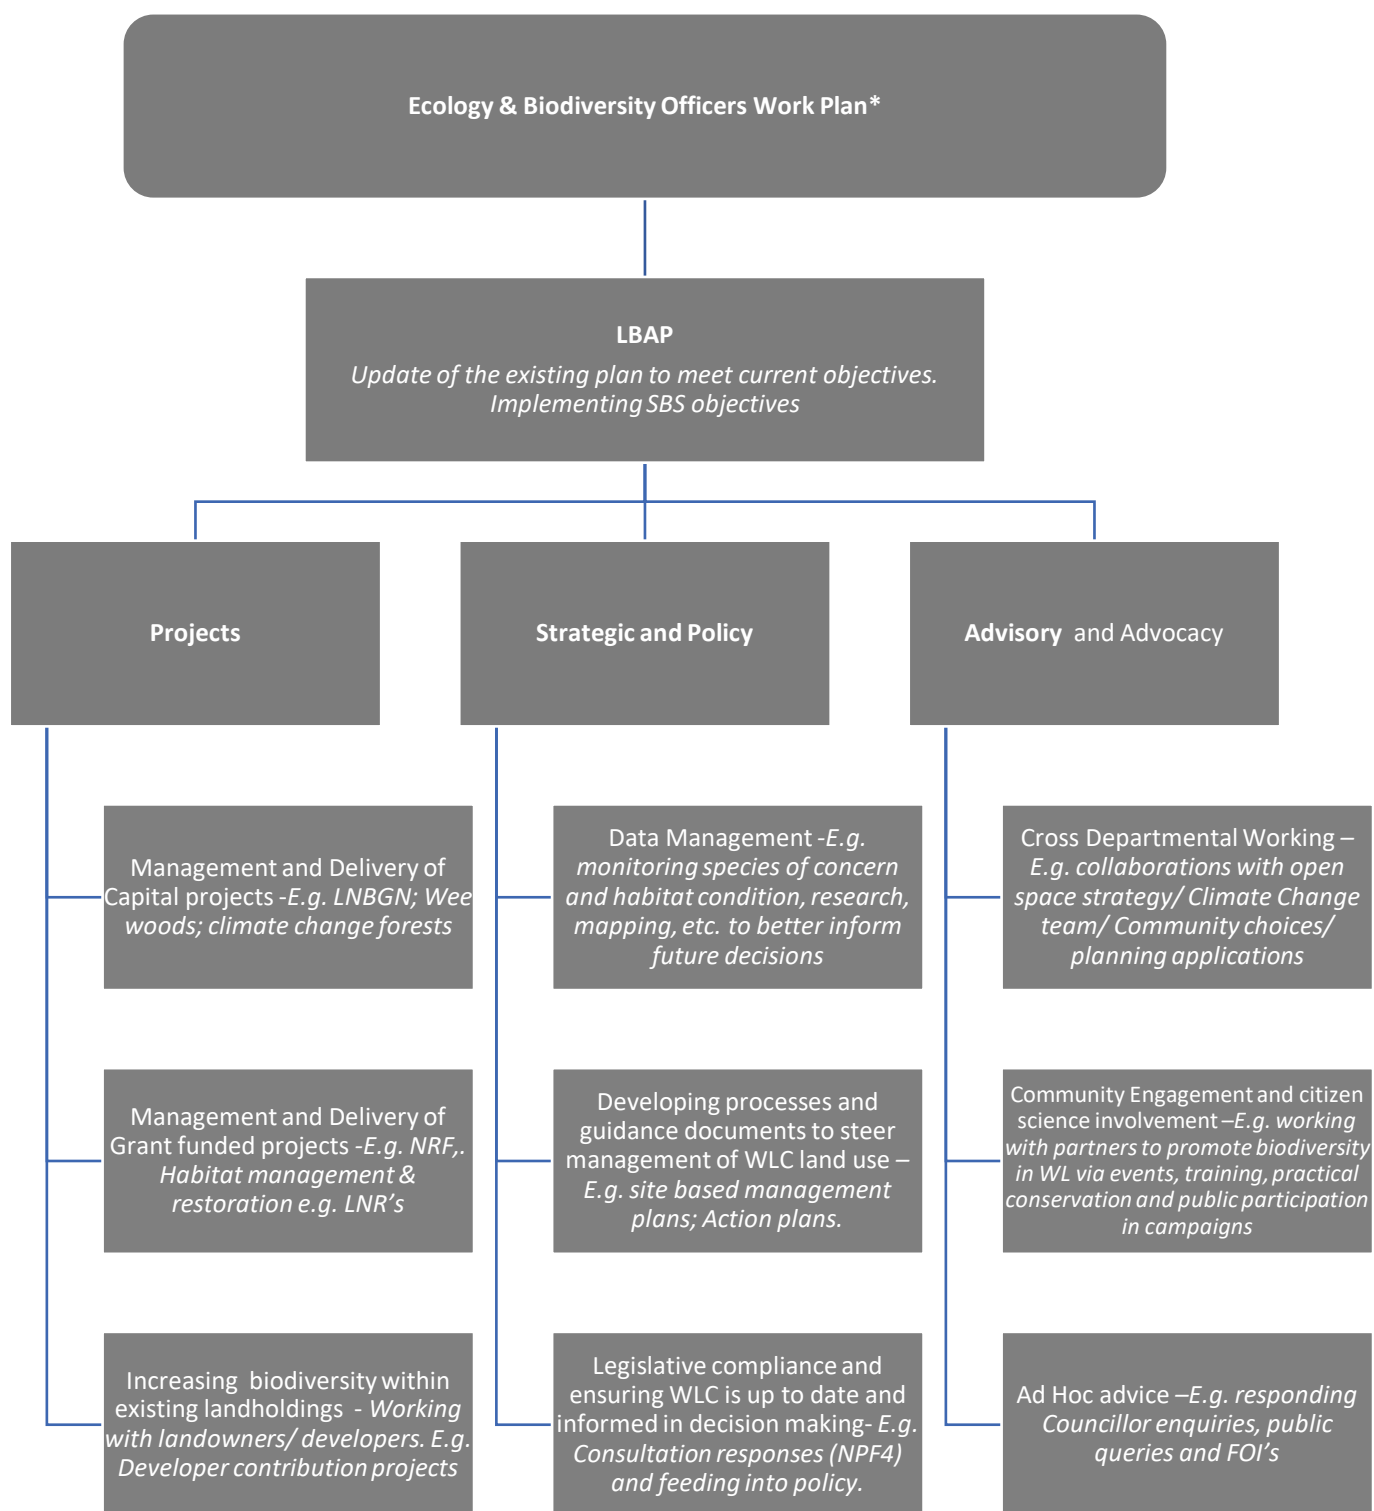 Ecology & Biodiversity Officers Work Plan*
LBAP
Update of the existing plan to meet current objectives.
Implementing SBS objectives
Projects
Strategic and Policy
Advisory and Advocacy
Management and Delivery of
Capital projects -E.g. LNBGN; Wee
woods; climate change forests
Data Management -E.g.
monitoring species of concern
and habitat condition, research,
mapping, etc. to better inform
future decisions
Cross Departmental Working –
E.g. collaborations with open
space strategy/ Climate Change
team/ Community choices/
planning applications
Management and Delivery of
Grant funded projects -E.g. NRF,.
Habitat management &
restoration e.g. LNR’s
Developing processes and
guidance documents to steer
management of WLC land use –
E.g. site based management
plans; Action plans.
Community Engagement and citizen
science involvement –E.g. working
with partners to promote biodiversity
in WL via events, training, practical
conservation and public participation
in campaigns
Increasing biodiversity within
existing landholdings - Working
with landowners/ developers. E.g.
Developer contribution projects
Legislative compliance and
ensuring WLC is up to date and
informed in decision making- E.g.
Consultation responses (NPF4)
and feeding into policy.
Ad Hoc advice –E.g. responding
Councillor enquiries, public
queries and FOI’s